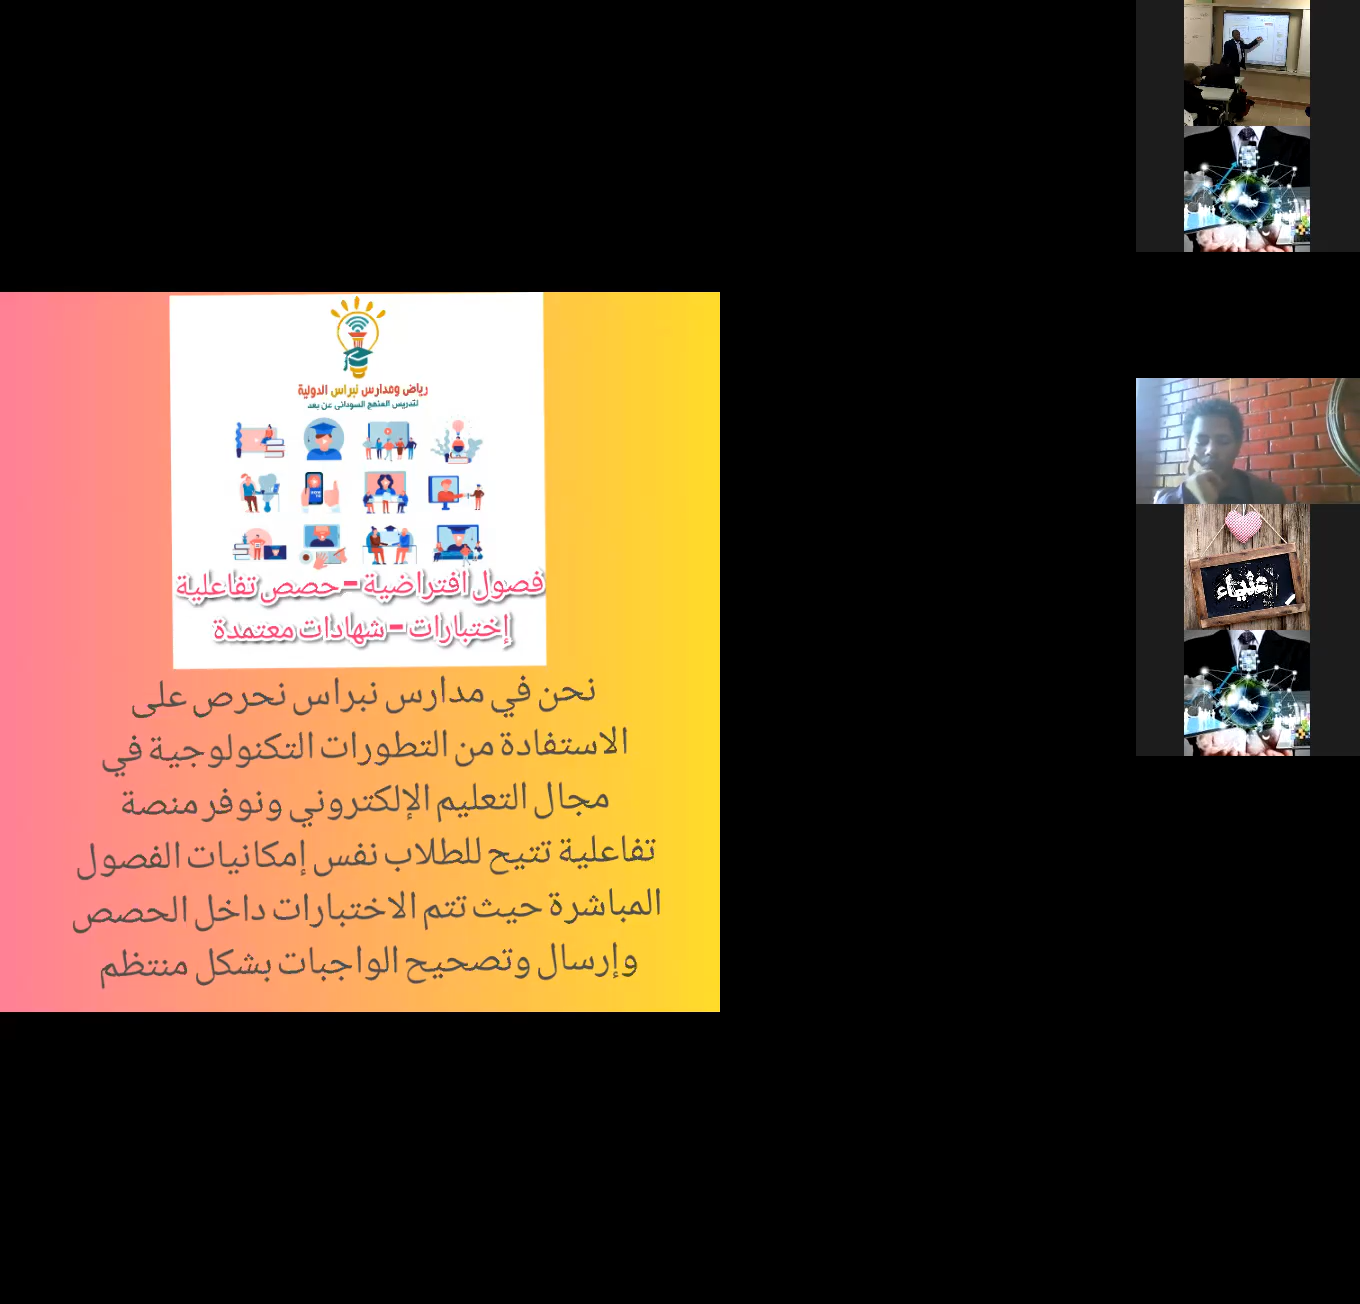 رياض ومدارس نبراس الدولية
لتدريس المنهج السوداني عن بعد
فصول افتراضية - حصص تفاعلية
إختبارات - شهادات معتمدة
نحن في مدارس نبراس نحرص على
الاستفادة من التطورات التكنولوجية في
مجال التعليم الإلكتروني ونوفر منصة
تفاعلية تتيح للطلاب نفس إمكانيات الفصول
المباشرة حيث تتم الاختبارات داخل الحصص
وإرسال وتصحيح الواجبات بشكل منتظم
علياء